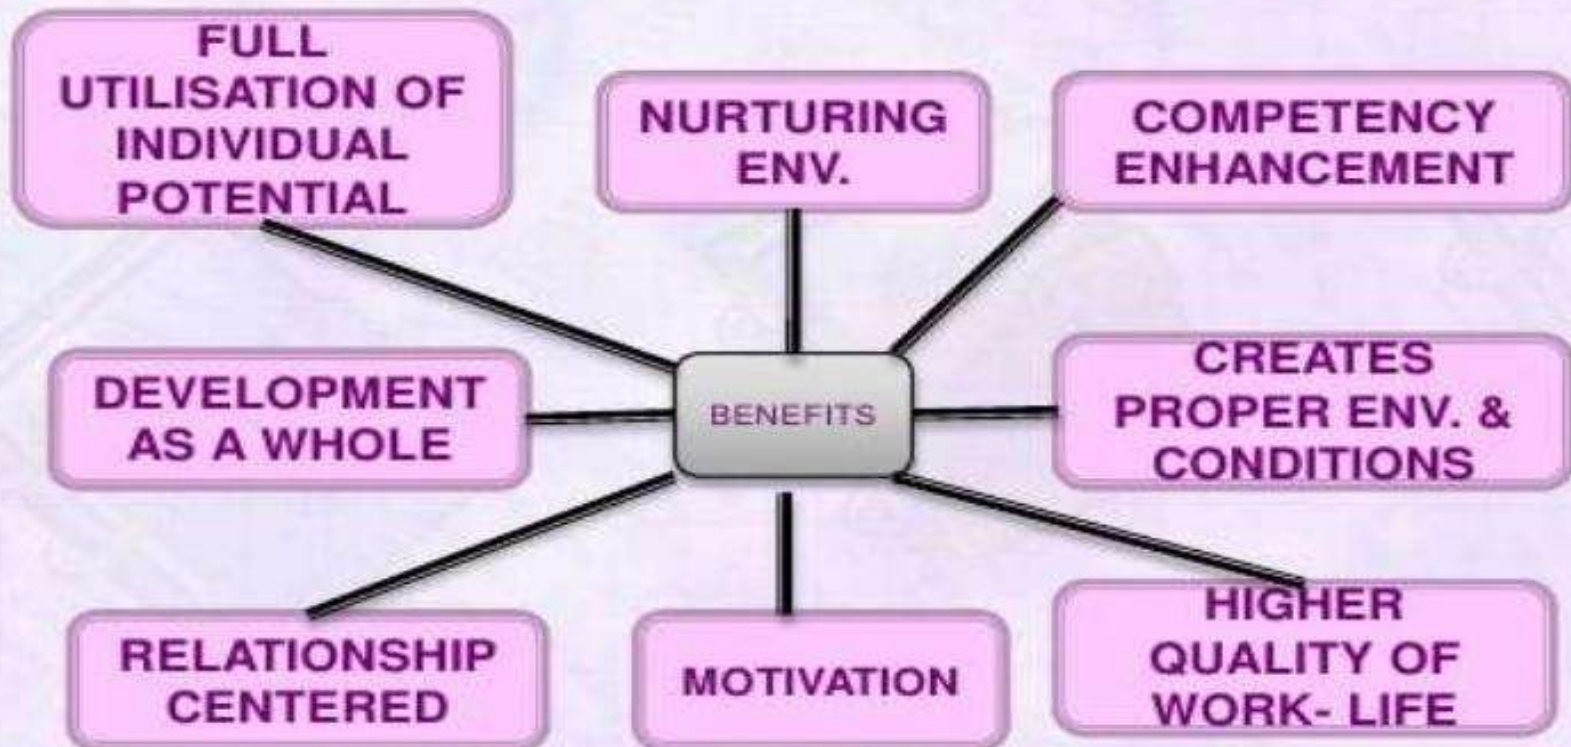 FULL
UTILISATION OF
INDIVIDUAL
POTENTIAL
NURTURING
ENV.
COMPETENCY
ENHANCEMENT
DEVELOPMENT
AS A WHOLE
BENEFITS
CREATES
PROPER ENV. &
CONDITIONS
RELATIONSHIP
CENTERED
MOTIVATION
HIGHER
QUALITY OF
WORK- LIFE